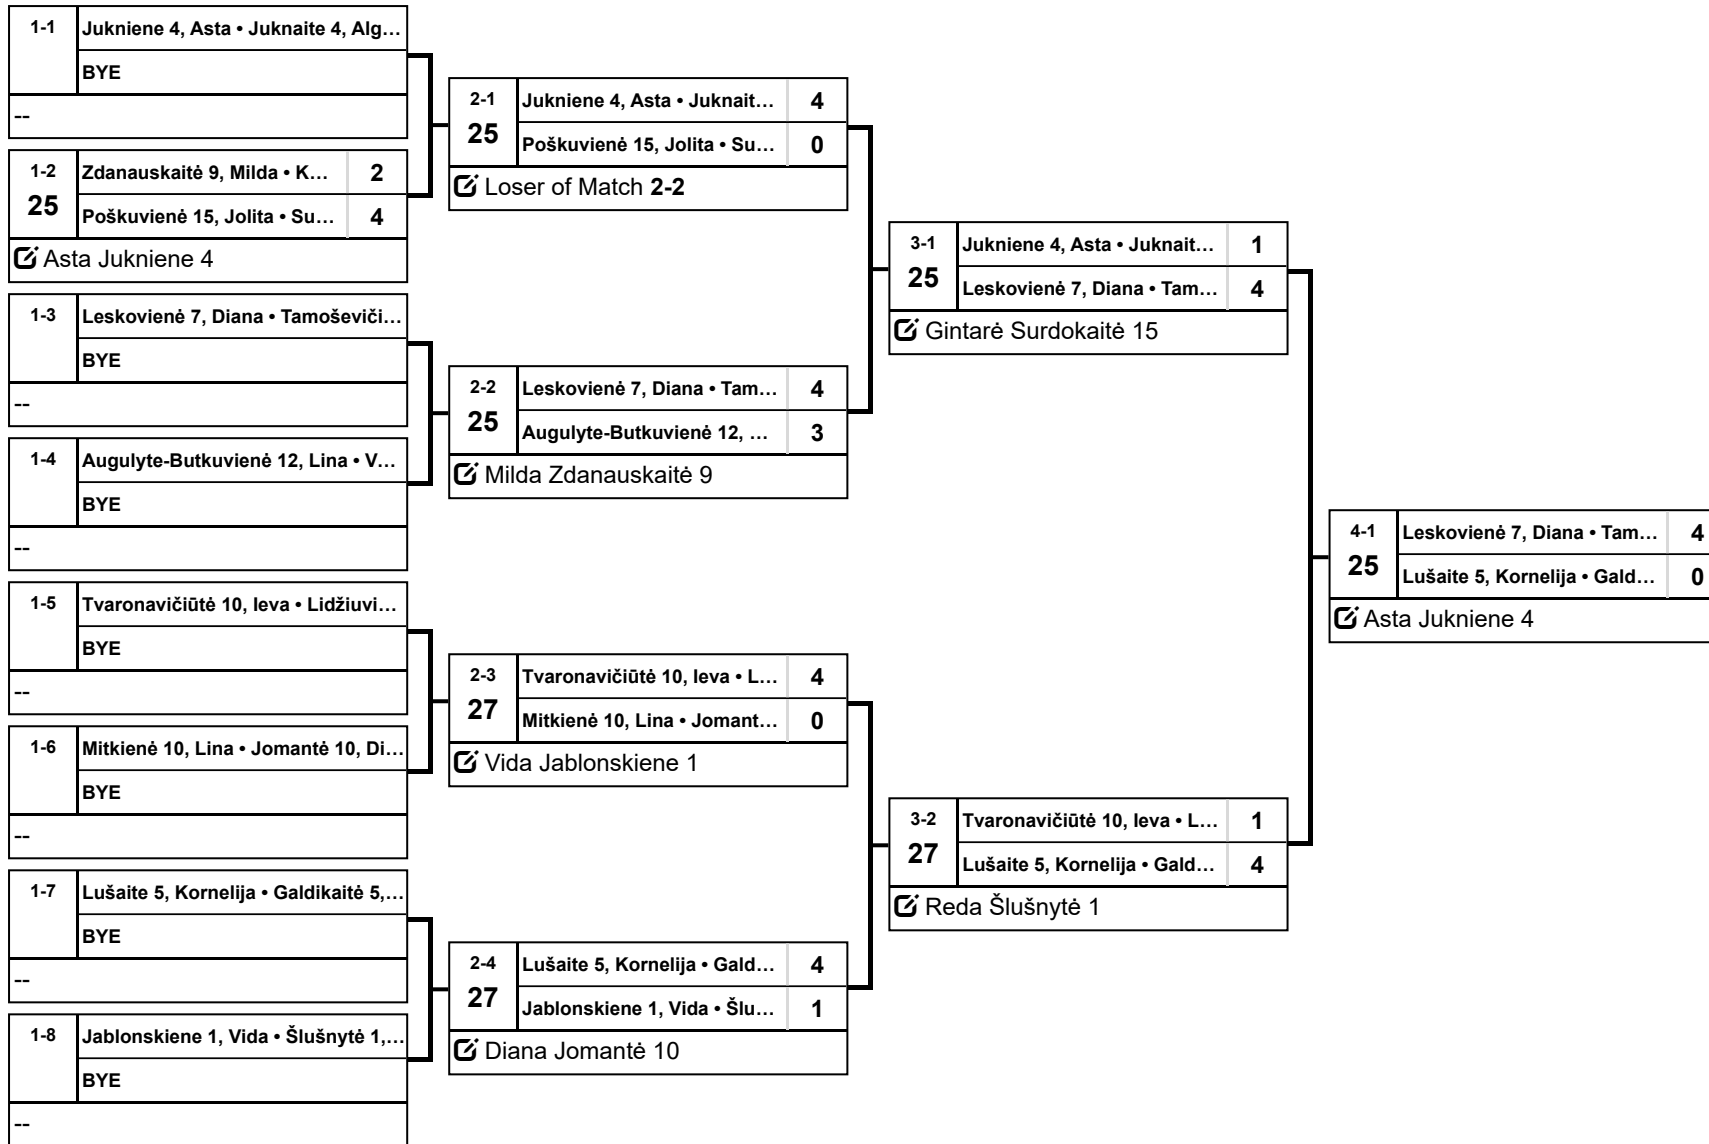 1-1
Jukniene 4, Asta • Juknaite 4, Alg...
BYE
--
1-2
25
Zdanauskaitė 9, Milda • K... 2
Poškuvienė 15, Jolita • Su... 4
Asta Jukniene 4
1-3
Leskovienė 7, Diana • Tamoševiči...
BYE
--
1-4
Augulyte-Butkuvienė 12, Lina • V...
BYE
--
1-5
Tvaronavičiūtė 10, Ieva • Lidžiuvi...
BYE
--
1-6
Mitkienė 10, Lina • Jomantė 10, Di...
BYE
--
1-7
Lušaite 5, Kornelija • Galdikaitė 5,...
BYE
--
1-8
Jablonskiene 1, Vida • Šlušnytė 1,...
BYE
--
2-1
25
Jukniene 4, Asta • Juknait... 4
Poškuvienė 15, Jolita • Su... 0
Loser of Match 2-2
2-2
25
Leskovienė 7, Diana • Tam... 4
Augulyte-Butkuvienė 12, ... 3
Milda Zdanauskaitė 9
2-3
27
Tvaronavičiūtė 10, Ieva • L... 4
Mitkienė 10, Lina • Jomant... 0
Vida Jablonskiene 1
2-4
27
Lušaite 5, Kornelija • Gald... 4
Jablonskiene 1, Vida • Šlu... 1
Diana Jomantė 10
3-1
25
Jukniene 4, Asta • Juknait... 1
Leskovienė 7, Diana • Tam... 4
Gintarė Surdokaitė 15
3-2
27
Tvaronavičiūtė 10, Ieva • L... 1
Lušaite 5, Kornelija • Gald... 4
Reda Šlušnytė 1
4-1
25
Leskovienė 7, Diana • Tam... 4
Lušaite 5, Kornelija • Gald... 0
Asta Jukniene 4